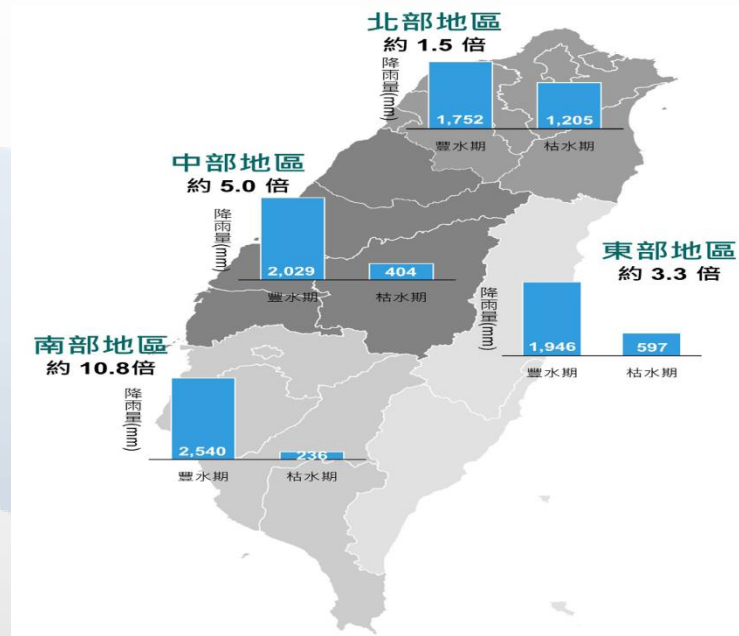 北部地區
約 1.5 倍
降雨量(mm)
1,752
1,205
豐水期
枯水期
中部地區
約 5.0 倍
降雨量(mm)
2,029
404
豐水期
枯水期
東部地區
約 3.3 倍
降雨量(mm)
1,946
597
豐水期
枯水期
南部地區
約 10.8倍
降雨量(mm)
2,540
236
豐水期
枯水期